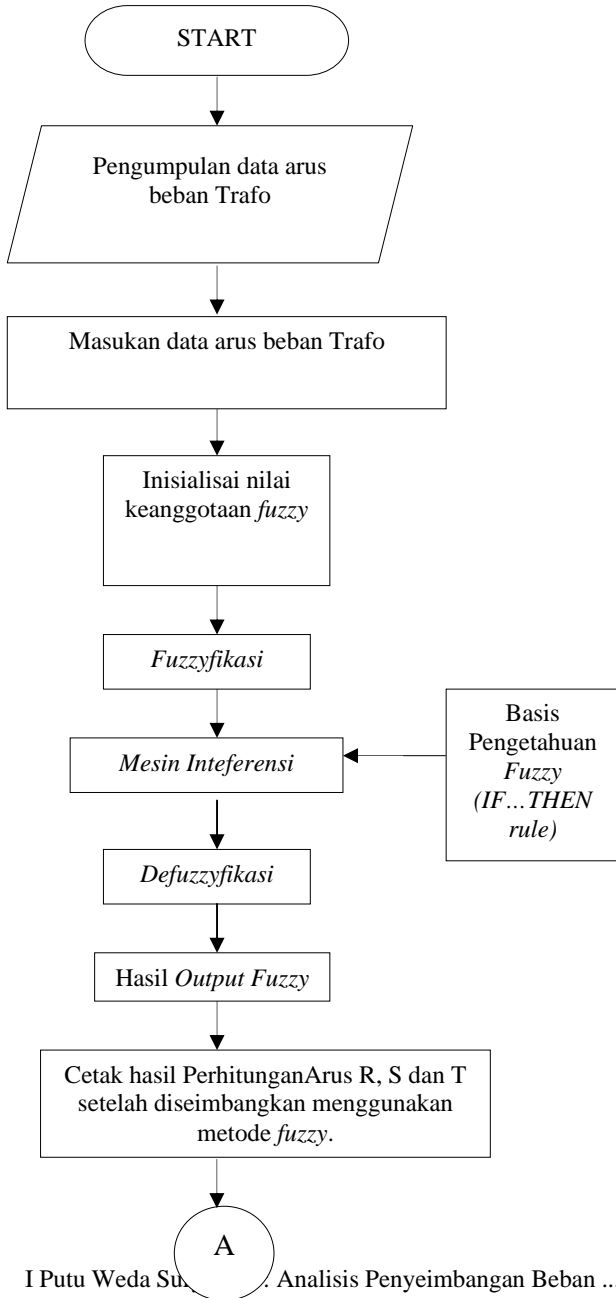 START
Pengumpulan data arus
beban Trafo
Masukan data arus beban Trafo
Inisialisai nilai
keanggotaan fuzzy
Fuzzyfikasi
Mesin Inteferensi
Basis
Pengetahuan
Fuzzy
(IF…THEN
rule)
Defuzzyfikasi
Hasil Output Fuzzy
Cetak hasil PerhitunganArus R, S dan T
setelah diseimbangkan menggunakan
metode fuzzy.
A
I Putu Weda Analisis Penyeimbangan Beban ...